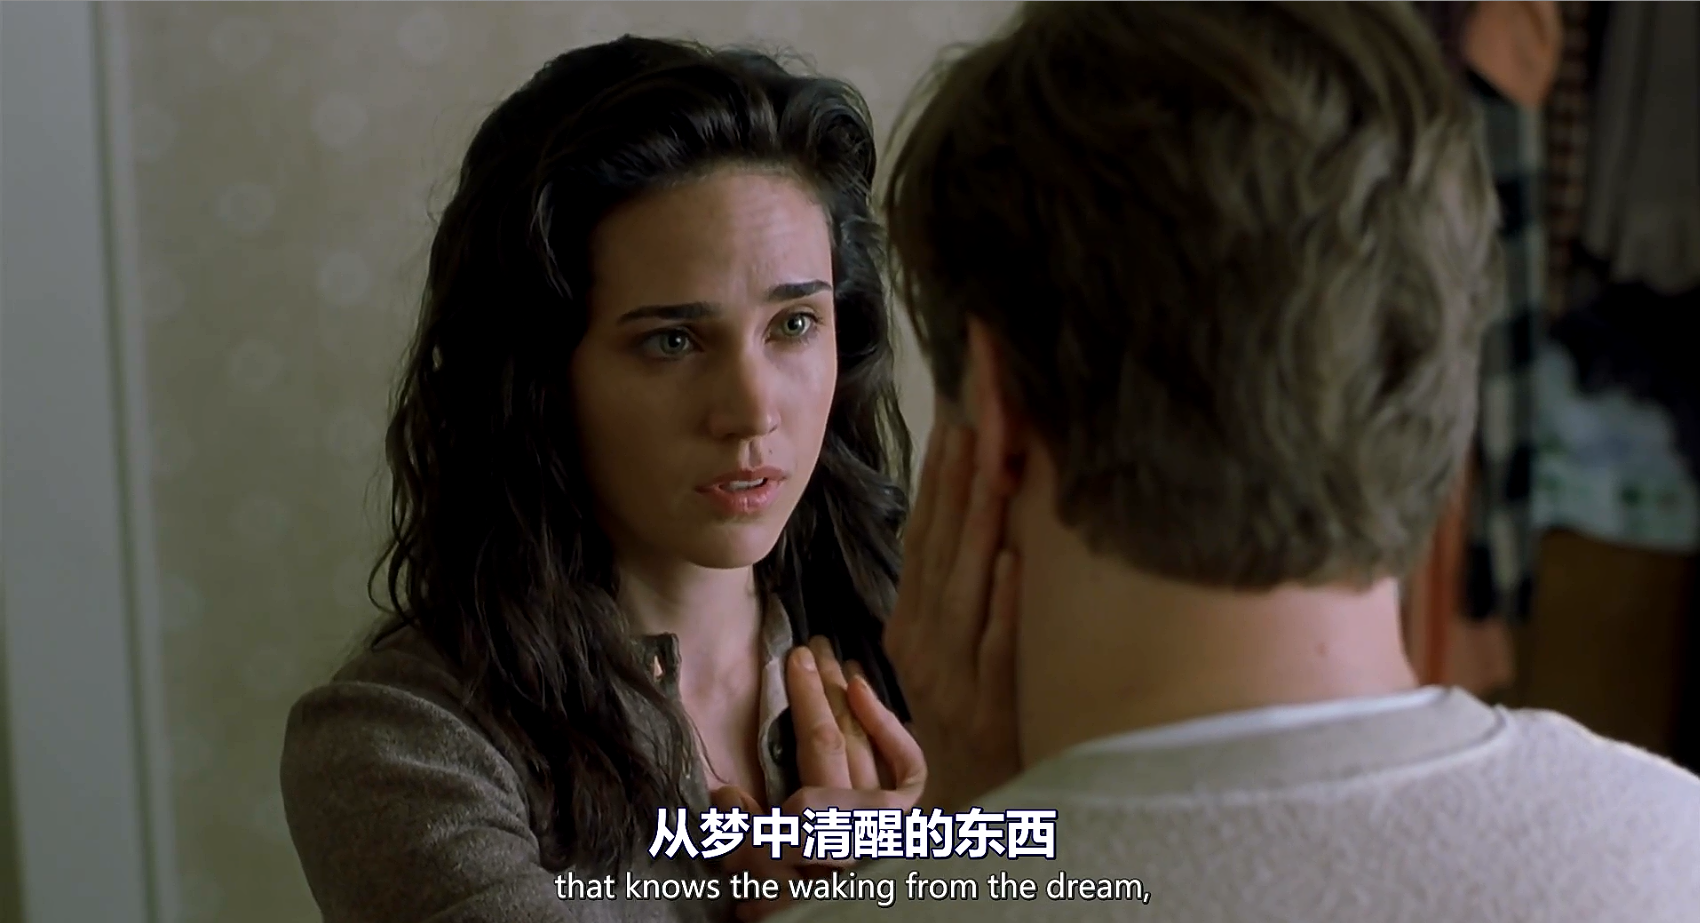 从梦中清醒的东西
that knows the waking from the dream,